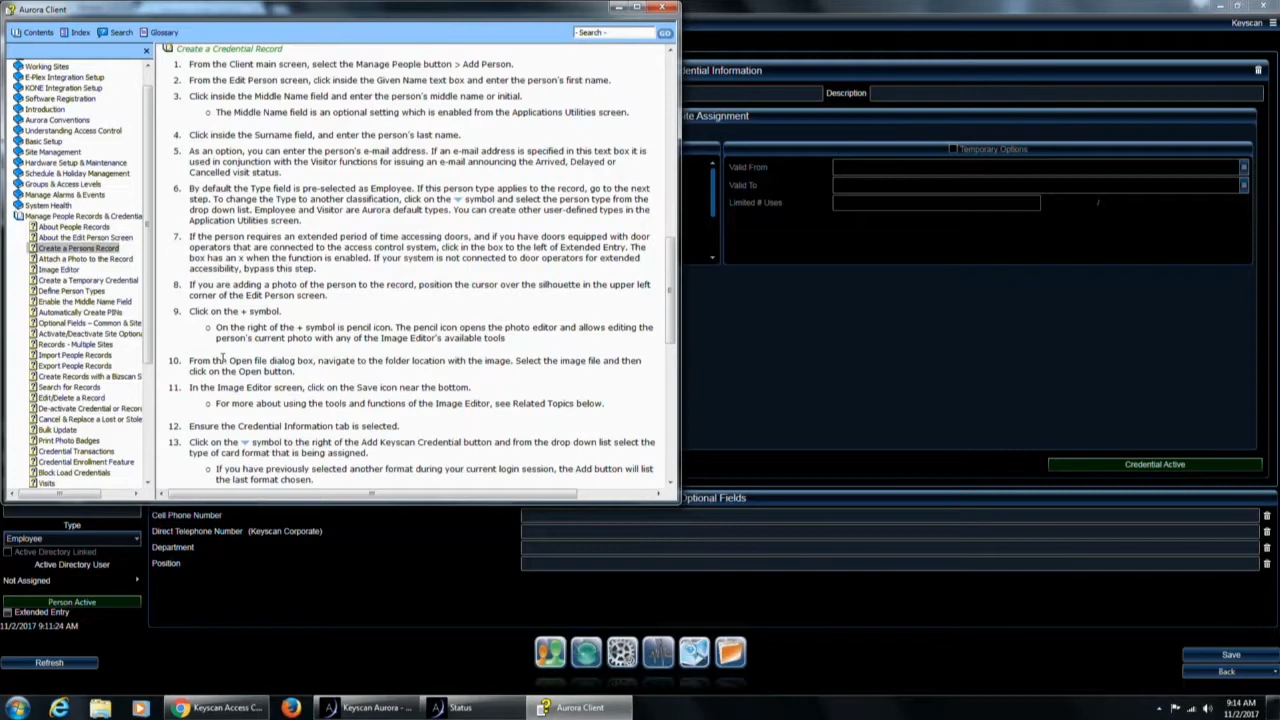 Aurora Client
Keyscan
Contents Index Search Glossary
- Search - GO
Working Sites
E-Plex Integration Setup
KONE Integration Setup
Software Registration
Introduction
Aurora Conventions
Understanding Access Control
Basic Setup
Site Management
Hardware Setup & Maintenance
Schedule & Holiday Management
Groups & Access Levels
Manage Alarms & Events
System Health
Manage People Records & Credentia
About People Records
About the Edit Person Screen
Create a Persons Record
Attach a Photo to the Record
Image Editor
Create a Temporary Credential
Define Person Types
Enable the Middle Name Field
Automatically Create PINs
Optional Fields – Common & Site
Activate/Deactivate Site Optiona
Records - Multiple Sites
Import People Records
Export People Records
Create Records with a Bizscan S
Search for Records
Edit/Delete a Record
De-activate Credential or Recor
Cancel & Replace a Lost or Stole
Bulk Update
Print Photo Badges
Credential Transactions
Credential Enrollment Feature
Block Load Credentials
Visits
Create a Credential Record
1. From the Client main screen, select the Manage People button > Add Person.
2. From the Edit Person screen, click inside the Given Name text box and enter the person's first name.
3. Click inside the Middle Name field and enter the person's middle name or initial.
o The Middle Name field is an optional setting which is enabled from the Applications Utilities screen.
4. Click inside the Surname field, and enter the person's last name.
5. As an option, you can enter the person's e-mail address. If an e-mail address is specified in this text box it is
used in conjunction with the Visitor functions for issuing an e-mail announcing the Arrived, Delayed or
Cancelled visit status.
6. By default the Type field is pre-selected as Employee. If this person type applies to the record, go to the next
step. To change the Type to another classification, click on the symbol and select the person type from the
drop down list. Employee and Visitor are Aurora default types. You can create other user-defined types in the
Application Utilities screen.
7. If the person requires an extended period of time accessing doors, and if you have doors equipped with door
operators that are connected to the access control system, click in the box to the left of Extended Entry. The
box has an x when the function is enabled. If your system is not connected to door operators for extended
accessibility, bypass this step.
8. If you are adding a photo of the person to the record, position the cursor over the silhouette in the upper left
corner of the Edit Person screen.
9. Click on the + symbol.
o On the right of the + symbol is pencil icon. The pencil icon opens the photo editor and allows editing the
person's current photo with any of the Image Editor's available tools
10. From the Open file dialog box, navigate to the folder location with the image. Select the image file and then
click on the Open button.
11. In the Image Editor screen, click on the Save icon near the bottom.
o For more about using the tools and functions of the Image Editor, see Related Topics below.
12. Ensure the Credential Information tab is selected.
13. Click on the symbol to the right of the Add Keyscan Credential button and from the drop down list select the
type of card format that is being assigned.
o If you have previously selected another format during your current login session, the Add button will list
the last format chosen.
dential Information
Description
te Assignment
Temporary Options
Valid From
Valid To
Limited # Uses /
Credential Active
Optional Fields
Cell Phone Number
Direct Telephone Number (Keyscan Corporate)
Department
Position
Type
Employee
Active Directory Linked
Active Directory User
Not Assigned
Person Active
Extended Entry
11/2/2017 9:11:24 AM
Refresh
Save
Back
Keyscan Access C...
Keyscan Aurora - ...
Status
Aurora Client
9:14 AM
11/2/2017